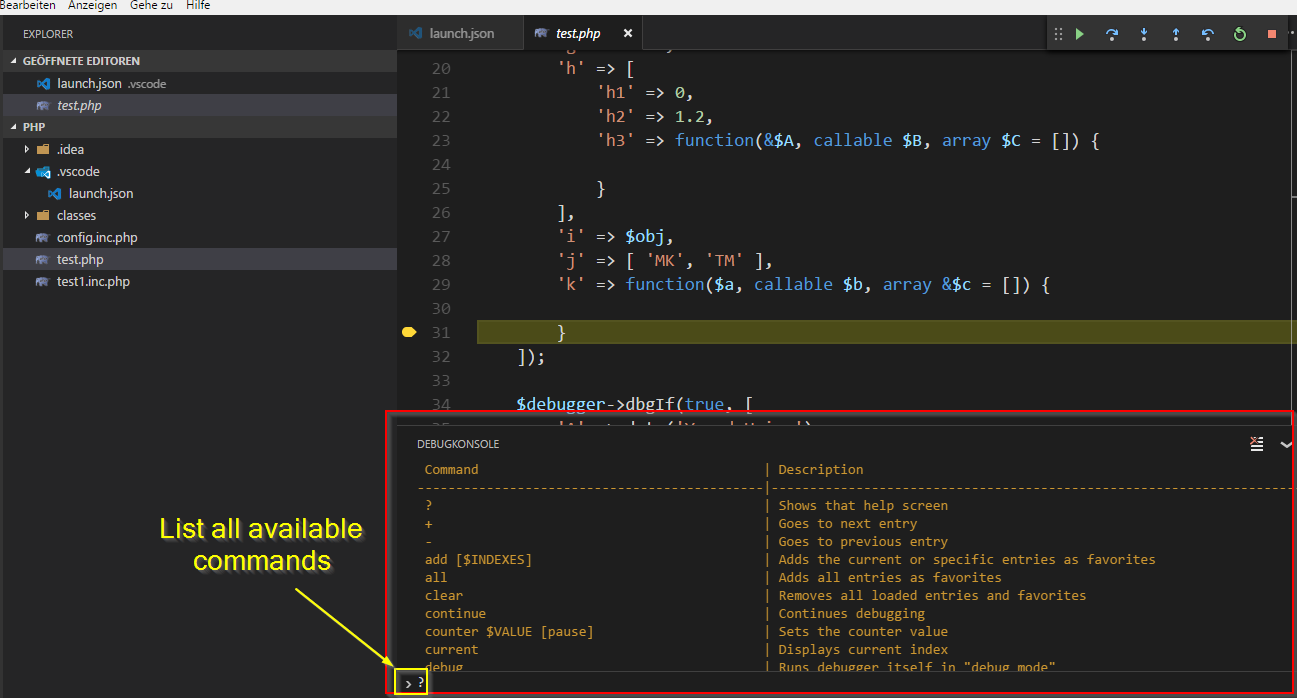 Bearbeiten Anzeigen Gehe zu Hilfe
EXPLORER
GEÖFFNETE EDITOREN
launch.json .vscode
test.php
PHP
.idea
.vscode
launch.json
classes
config.inc.php
test.php
test1.inc.php
launch.json test.php
20 'h' => [
21 'h1' => 0,
22 'h2' => 1.2,
23 'h3' => function(&$A, callable $B, array $C = []) {
24
25 }
26 ],
27 'i' => $obj,
28 'j' => [ 'MK', 'TM' ],
29 'k' => function($a, callable $b, array &$c = []) {
30
31 }
32 ]);
33
34 $debugger->dbgIf(true, [
DEBUGKONSOLE
Command | Description
? | Shows that help screen
+ | Goes to next entry
- | Goes to previous entry
add [$INDEXES] | Adds the current or specific entries as favorites
all | Adds all entries as favorites
clear | Removes all loaded entries and favorites
continue | Continues debugging
counter $VALUE [pause] | Sets the counter value
current | Displays current index
debug | Runs debugger itself in "debug mode"
> ?
List all available
commands